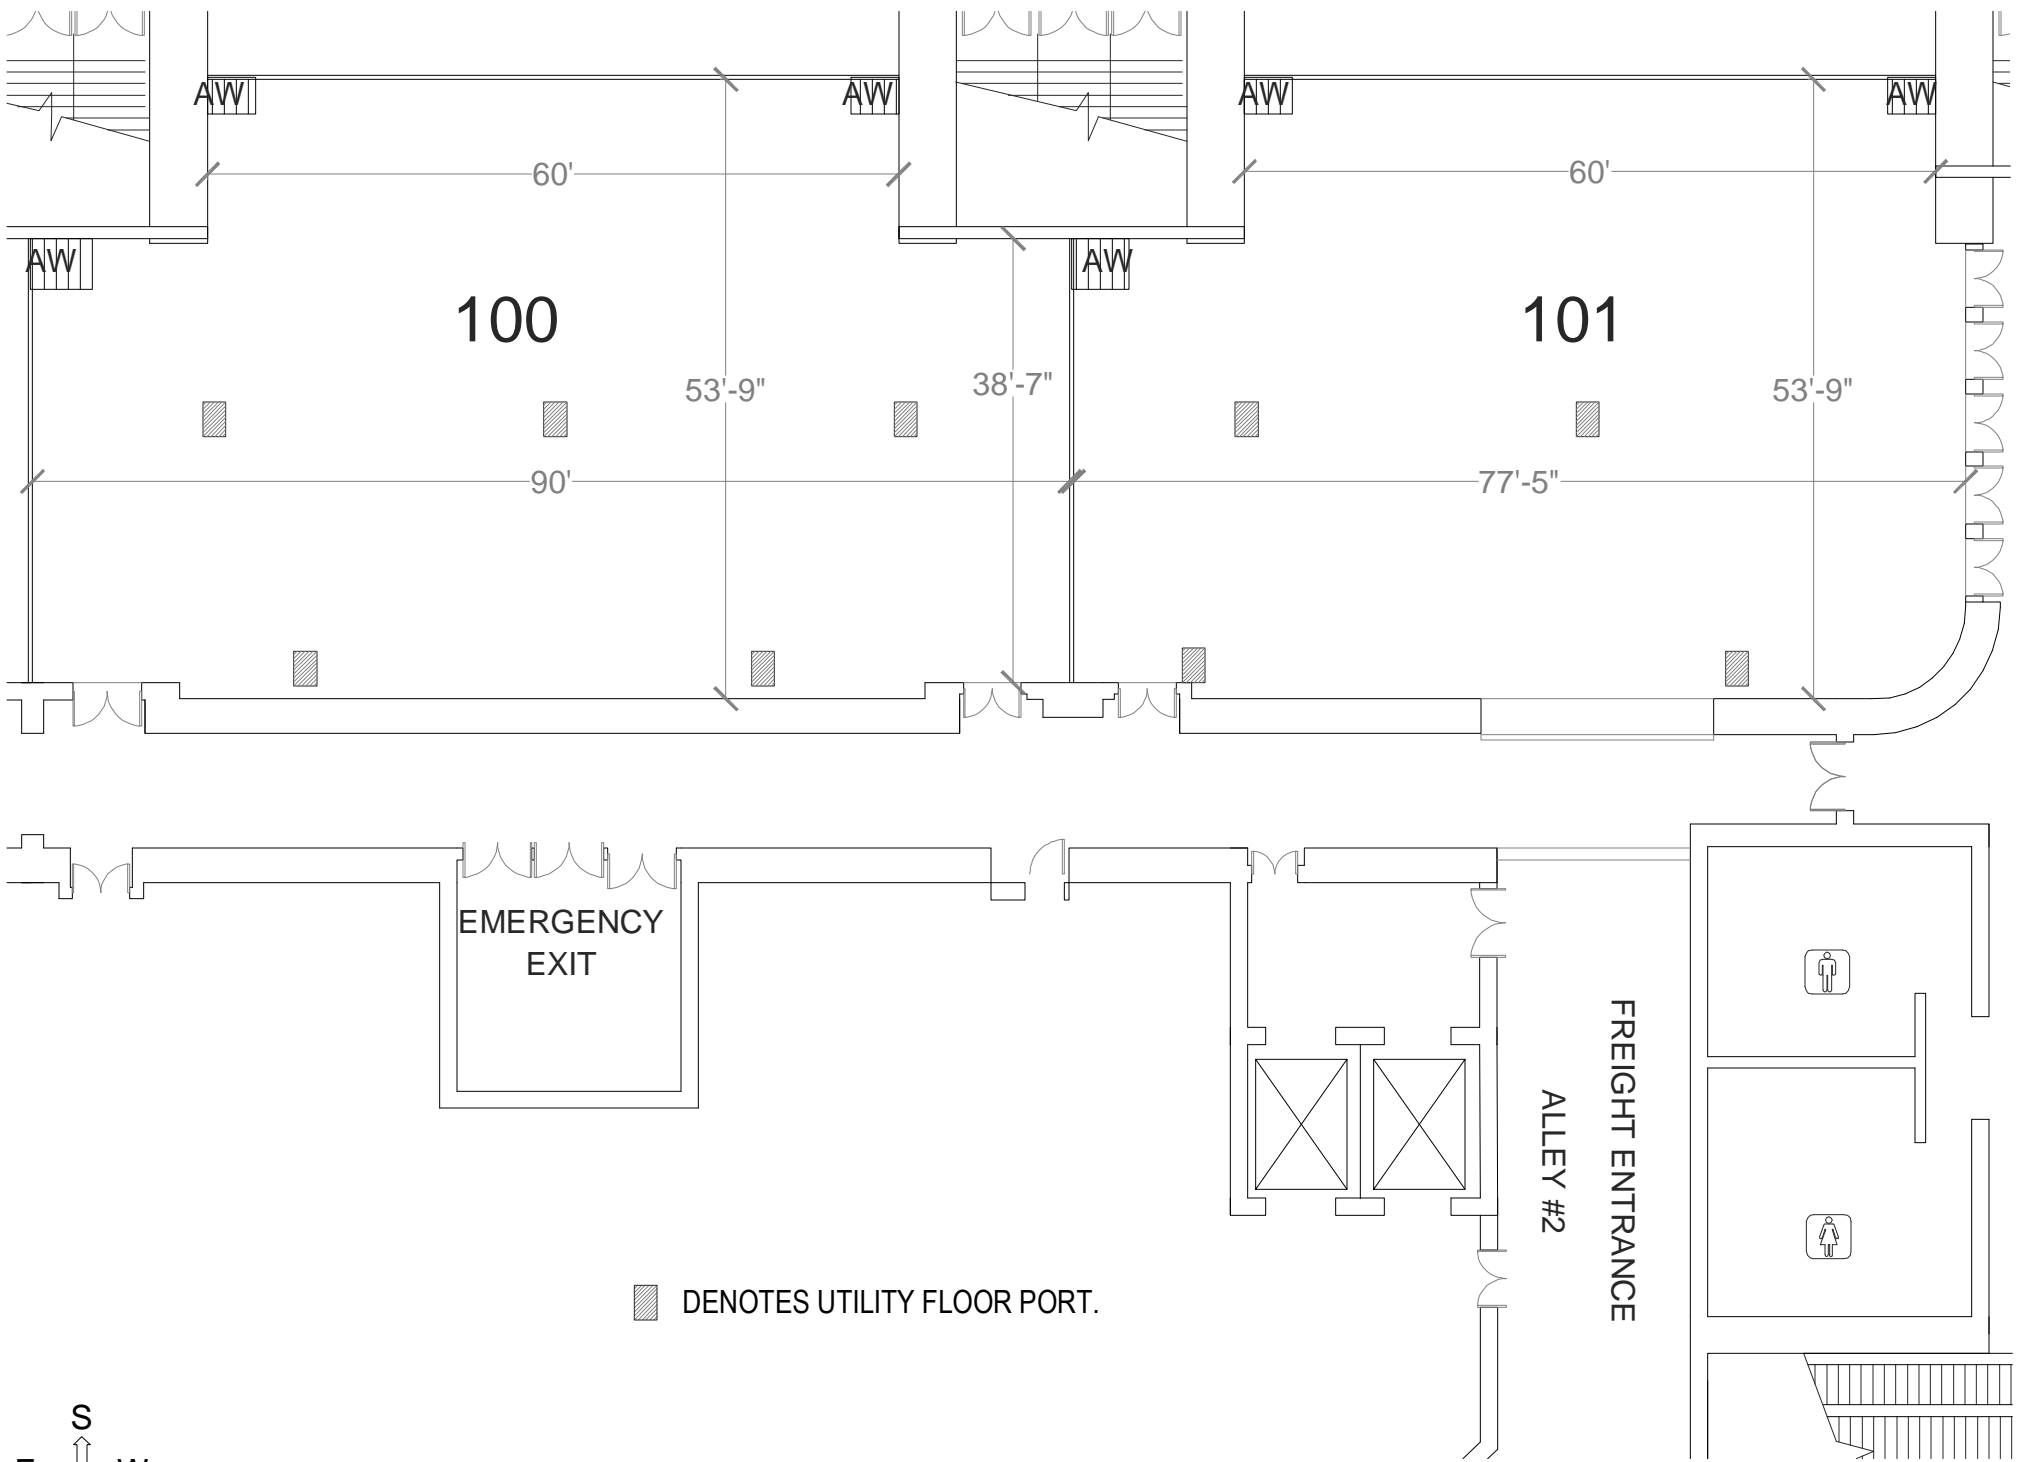 AW
AW
AW
AW
60'
60'
AW
AW
100
101
53'-9"
38'-7"
53'-9"
90'
77'-5"
EMERGENCY
EXIT
FREIGHT ENTRANCE
ALLEY #2
DENOTES UTILITY FLOOR PORT.
S